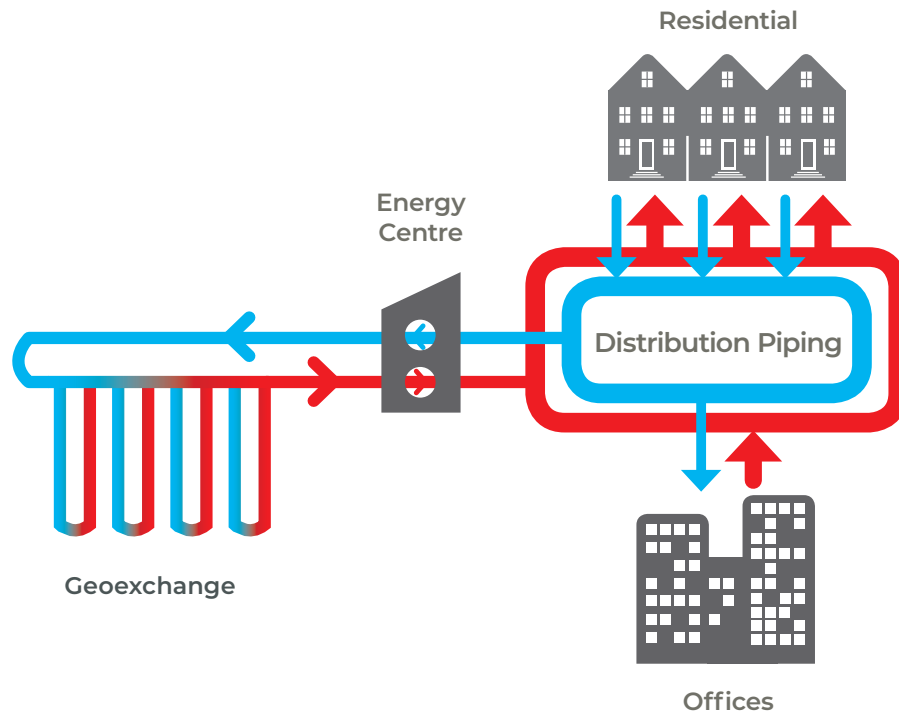 Residential
Energy
Centre
Distribution Piping
Geoexchange
Offices